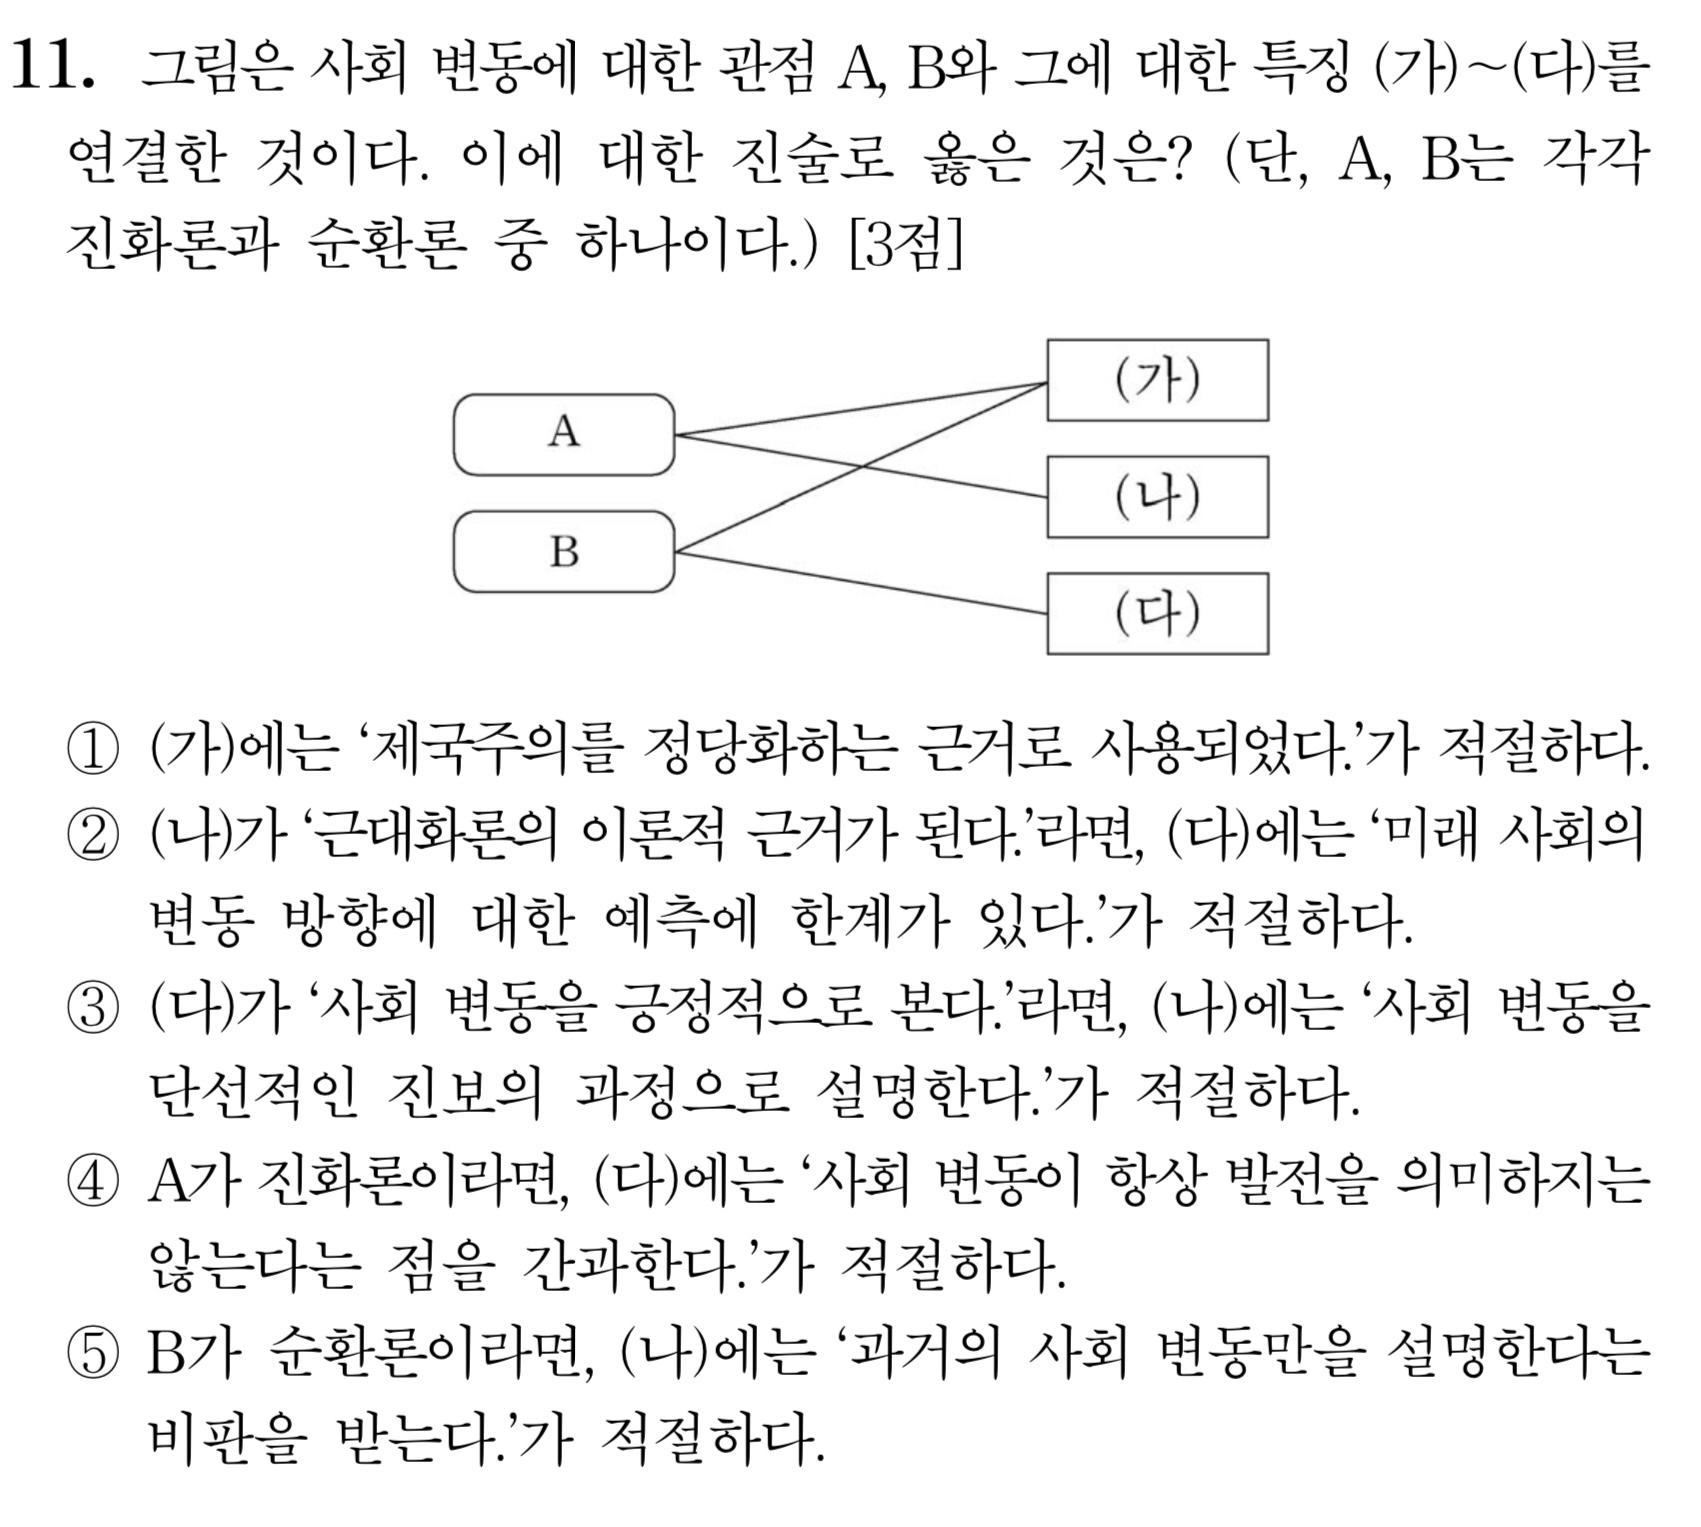 11. 그림은 사회 변동에 대한 관점 A, B와 그에 대한 특징 (가)~(다)를
연결한 것이다. 이에 대한 진술로 옳은 것은? (단, A, B는 각각
진화론과 순환론 중 하나이다.) [3점]
(가)
A
(나)
B
(다)
① (가)에는 ‘제국주의를 정당화하는 근거로 사용되었다.’가 적절하다.
② (나)가 ‘근대화론의 이론적 근거가 된다.’라면, (다)에는 ‘미래 사회의
변동 방향에 대한 예측에 한계가 있다.’가 적절하다.
③ (다)가 ‘사회 변동을 긍정적으로 본다.’라면, (나)에는 ‘사회 변동을
단선적인 진보의 과정으로 설명한다.’가 적절하다.
④ A가 진화론이라면, (다)에는 ‘사회 변동이 항상 발전을 의미하지는
않는다는 점을 간과한다.’가 적절하다.
⑤ B가 순환론이라면, (나)에는 ‘과거의 사회 변동만을 설명한다는
비판을 받는다.’가 적절하다.